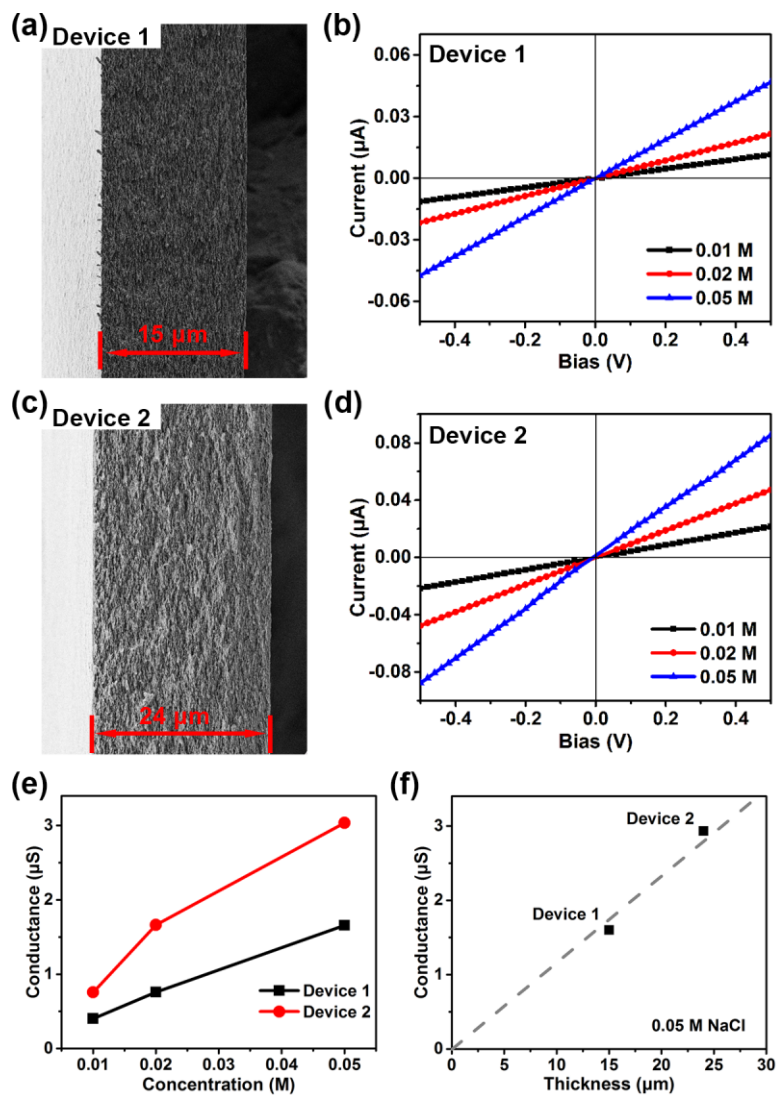 (a)
Device 1
15 μm
(b)
Device 1
0.06
0.03
0.00
-0.03
-0.06
Current (μA)
0.01 M
0.02 M
0.05 M
-0.4
-0.2
0.0
0.2
0.4
Bias (V)
(c)
Device 2
24 μm
(d)
Device 2
0.08
0.04
0.00
-0.04
-0.08
Current (μA)
0.01 M
0.02 M
0.05 M
-0.4
-0.2
0.0
0.2
0.4
Bias (V)
(e)
3
2
1
0
Conductance (μS)
Device 1
Device 2
0.01
0.02
0.03
0.04
0.05
Concentration (M)
(f)
3
2
1
0
Conductance (μS)
Device 2
Device 1
0.05 M NaCl
0
5
10
15
20
25
30
Thickness (μm)